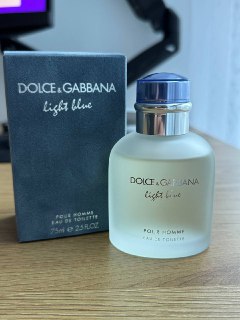 DOLCE & GABBANA
light blue
POUR HOMME
EAU DE TOILETTE
75ml e 2.5 FL.OZ.
DOLCE & GABBANA
light blue
POUR HOMME
EAU DE TOILETTE